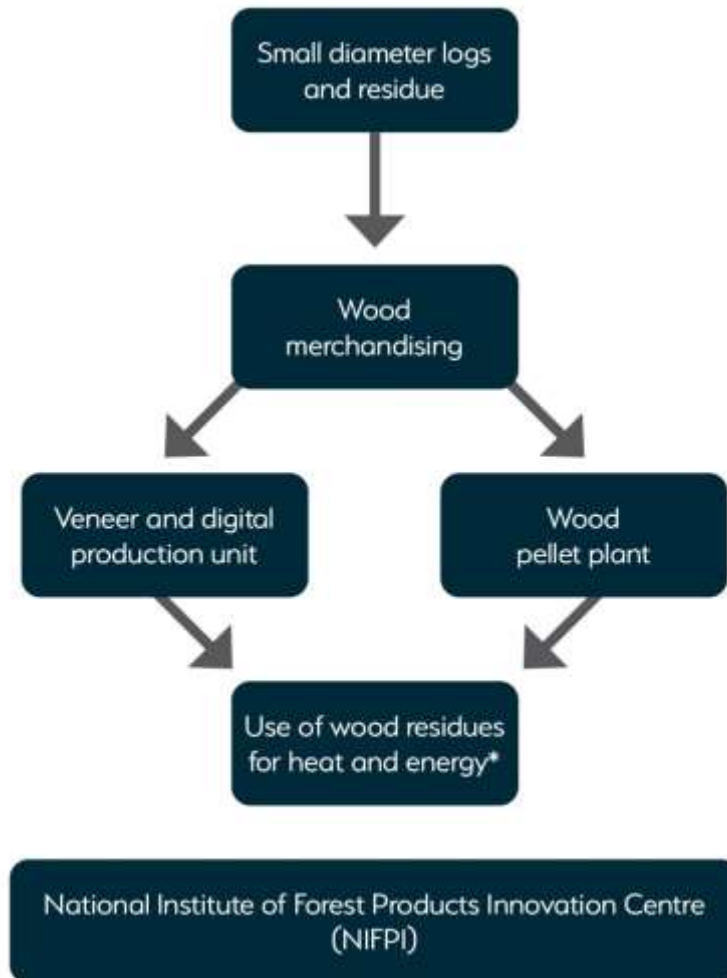 Small diameter logs
and residue
Wood
merchandising
Veneer and digital
production unit
Wood
pellet plant
Use of wood residues
for heat and energy*
National Institute of Forest Products Innovation Centre
(NIFPI)